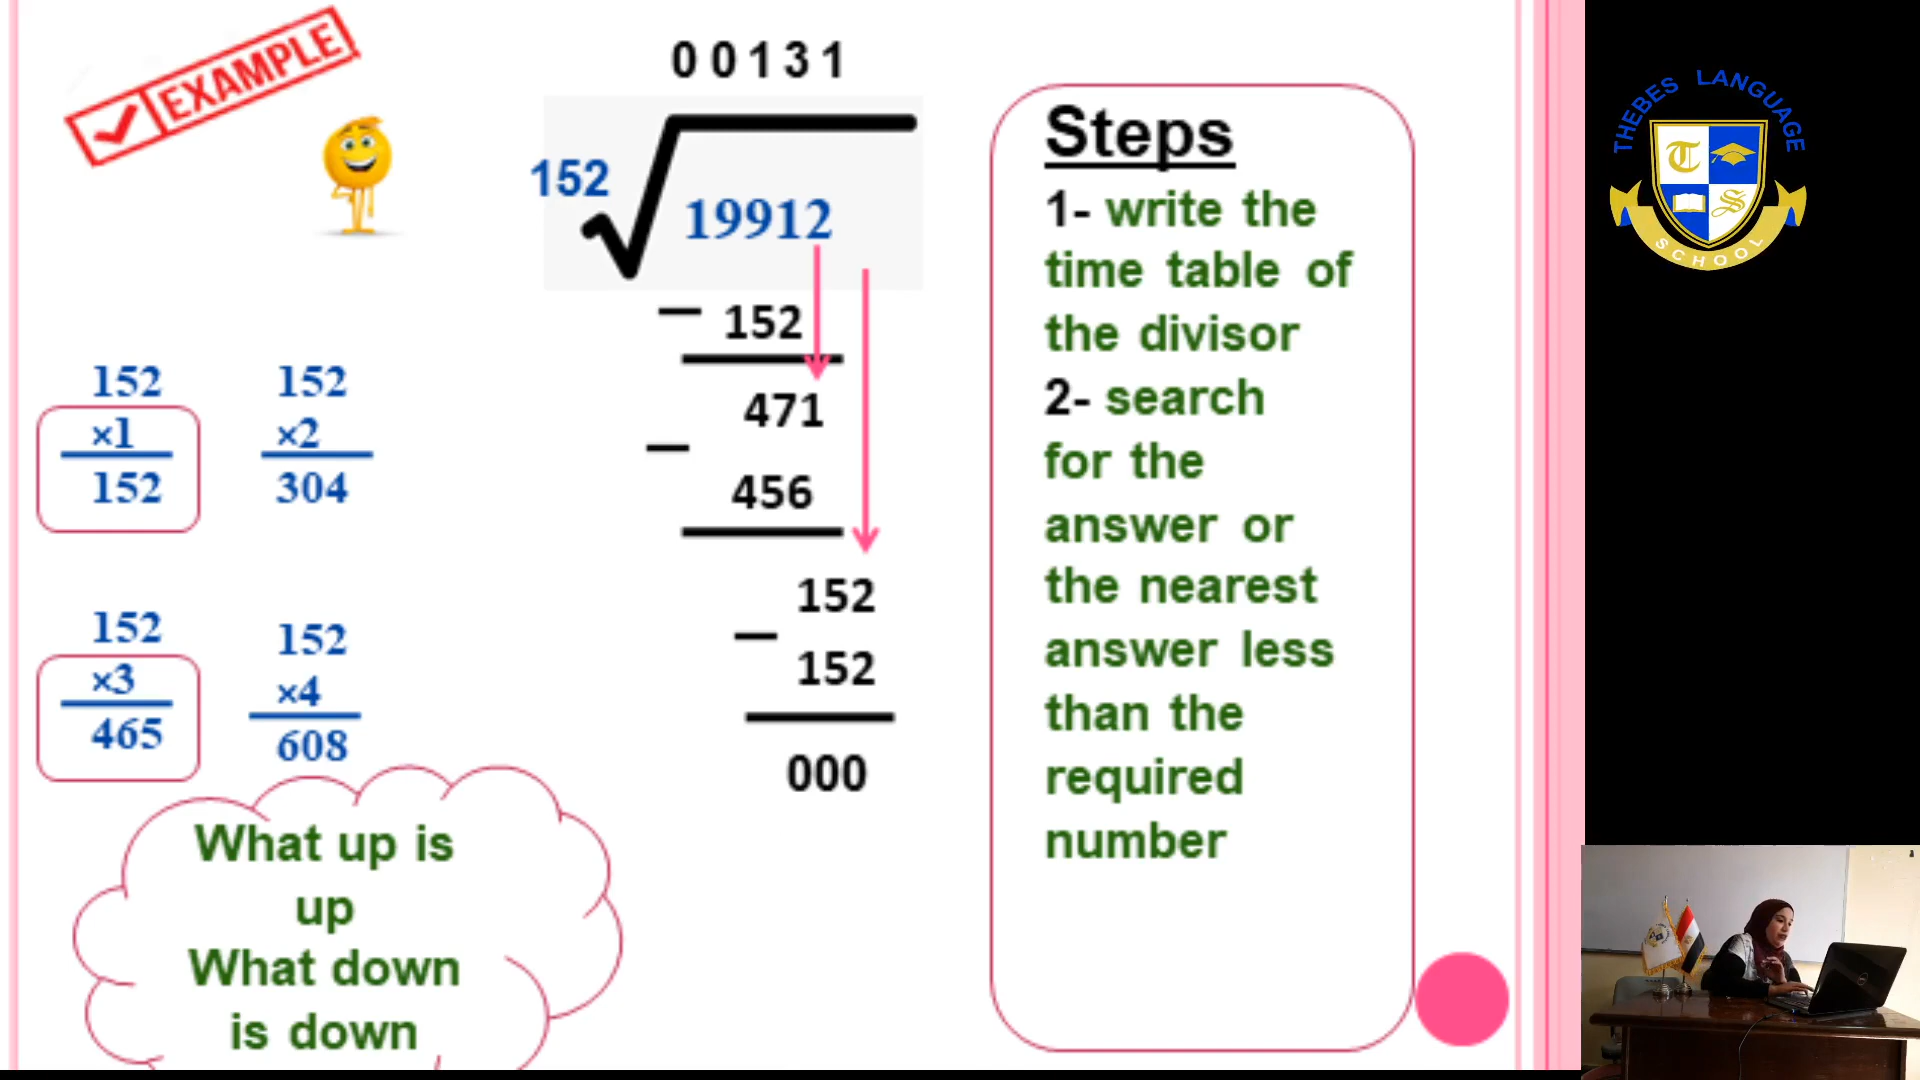 EXAMPLE
00131
152
19912
152
471
456
152
152
000
152
×1
152
152
×2
304
152
×3
465
152
×4
608
What up is
up
What down
is down
Steps
1- write the
time table of
the divisor
2- search
for the
answer or
the nearest
answer less
than the
required
number
THEBES LANGUAGE
T
S
SCHOOL